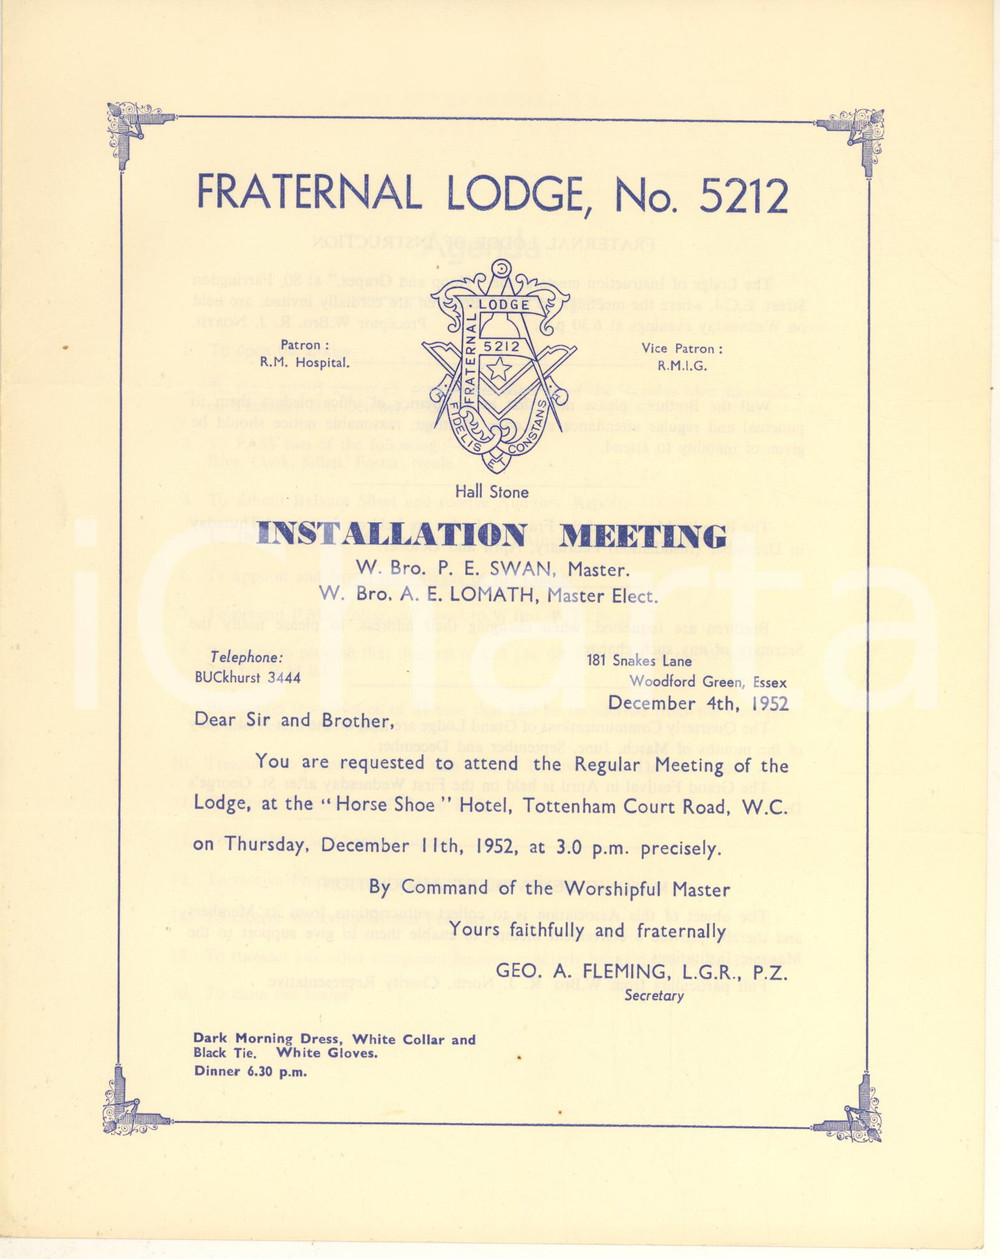 FRATERNAL LODGE, No. 5212
LODGE
FRATERNAL
5212
FIDELIS ET CONSTANS
Patron :
R.M. Hospital.
Vice Patron :
R.M.I.G.
Hall Stone
INSTALLATION MEETING
W. Bro. P. E. SWAN, Master.
W. Bro. A. E. LOMATH, Master Elect.
Telephone:
BUCkhurst 3444
181 Snakes Lane
Woodford Green, Essex
December 4th, 1952
Dear Sir and Brother,
You are requested to attend the Regular Meeting of the
Lodge, at the “Horse Shoe” Hotel, Tottenham Court Road, W.C.
on Thursday, December 11th, 1952, at 3.0 p.m. precisely.
By Command of the Worshipful Master
Yours faithfully and fraternally
GEO. A. FLEMING, L.G.R., P.Z.
Secretary
Dark Morning Dress, White Collar and
Black Tie. White Gloves.
Dinner 6.30 p.m.
iCharta